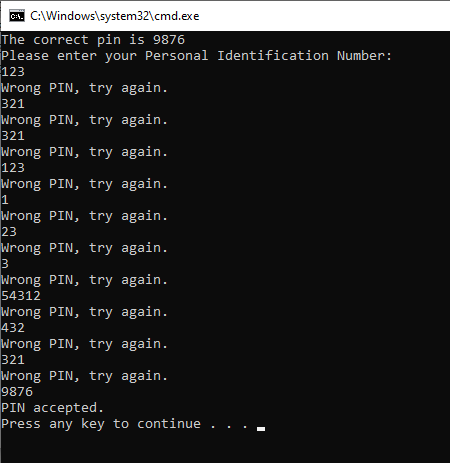 C:\Windows\system32\cmd.exe
The correct pin is 9876
Please enter your Personal Identification Number:
123
Wrong PIN, try again.
321
Wrong PIN, try again.
321
Wrong PIN, try again.
123
Wrong PIN, try again.
1
Wrong PIN, try again.
23
Wrong PIN, try again.
3
Wrong PIN, try again.
54312
Wrong PIN, try again.
432
Wrong PIN, try again.
321
Wrong PIN, try again.
9876
PIN accepted.
Press any key to continue . . .